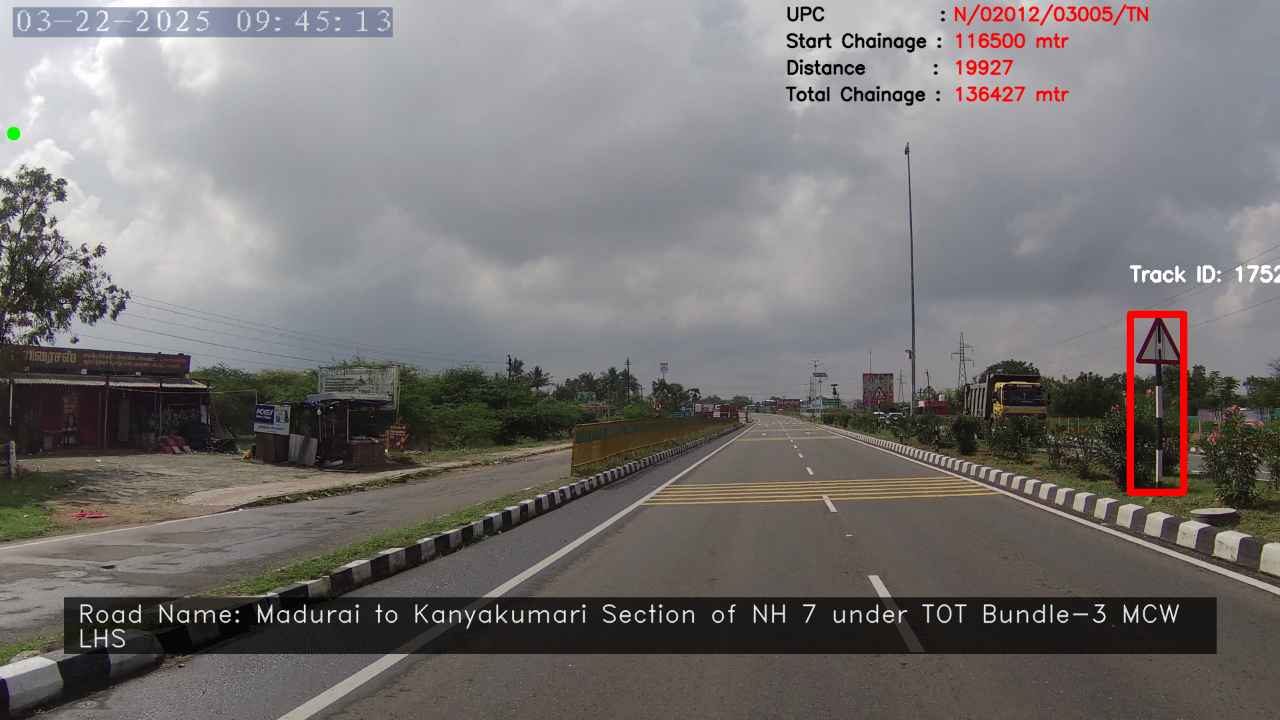 03-22-2025 09:45:13
UPC : N/02012/03005/TN
Start Chainage : 116500 mtr
Distance : 19927
Total Chainage : 136427 mtr
Track ID: 1752
KEI
Road Name: Madurai to Kanyakumari Section of NH 7 under TOT Bundle-3 MCW
LHS